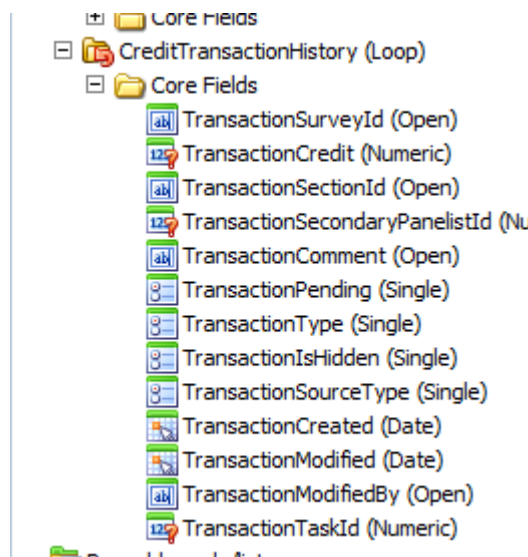 Core Fields
CreditTransactionHistory (Loop)
Core Fields
TransactionSurveyId (Open)
TransactionCredit (Numeric)
TransactionSectionId (Open)
TransactionSecondaryPanelistId (Nu
TransactionComment (Open)
TransactionPending (Single)
TransactionType (Single)
TransactionIsHidden (Single)
TransactionSourceType (Single)
TransactionCreated (Date)
TransactionModified (Date)
TransactionModifiedBy (Open)
TransactionTaskId (Numeric)